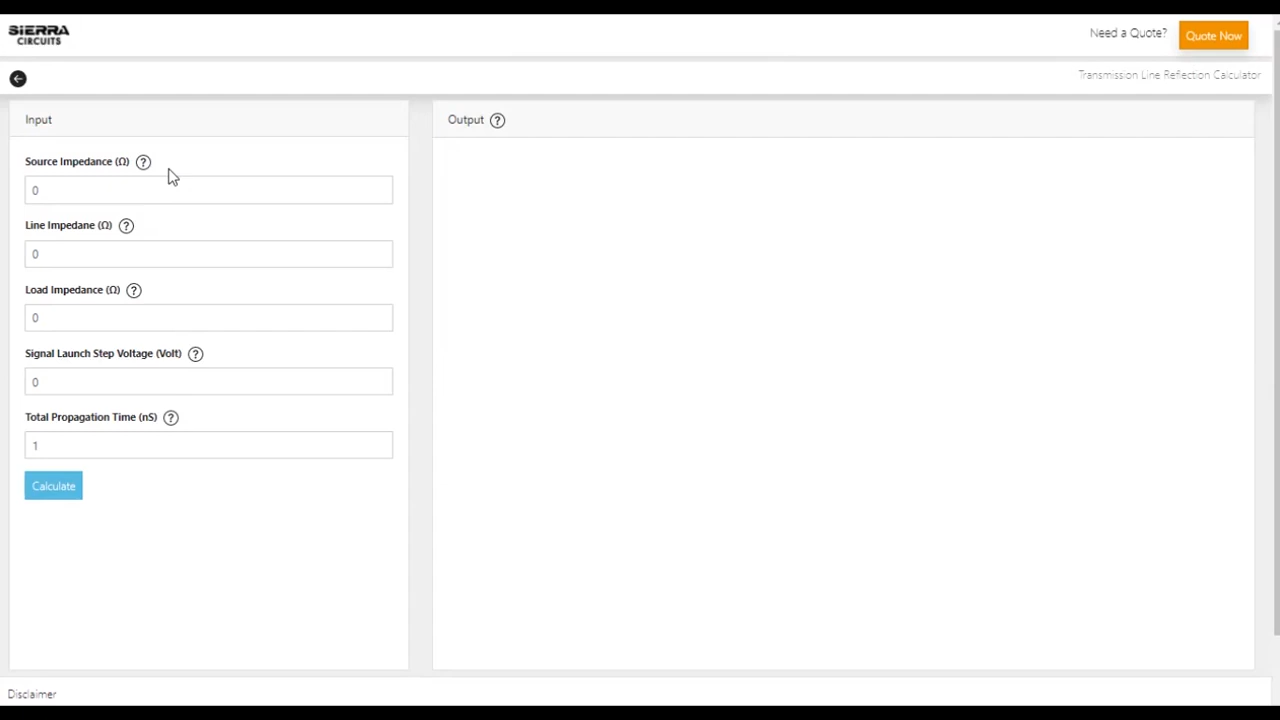 SIERRA
CIRCUITS
Need a Quote?
Quote Now
Transmission Line Reflection Calculator
Input
Output ?
Source Impedance (Ω) ?
0
Line Impedane (Ω) ?
0
Load Impedance (Ω) ?
0
Signal Launch Step Voltage (Volt) ?
0
Total Propagation Time (nS) ?
1
Calculate
Disclaimer